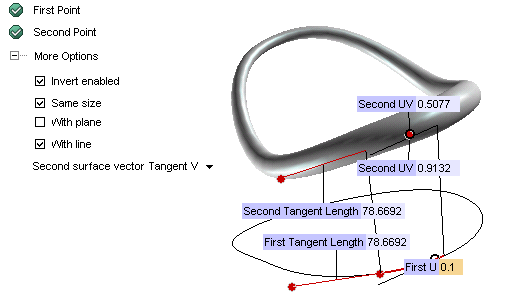 First Point
Second Point
More Options
Invert enabled
Same size
With plane
With line
Second surface vector Tangent V
Second UV 0.5077
Second UV 0.9132
Second Tangent Length 78.6692
First Tangent Length 78.6692
First U 0.1